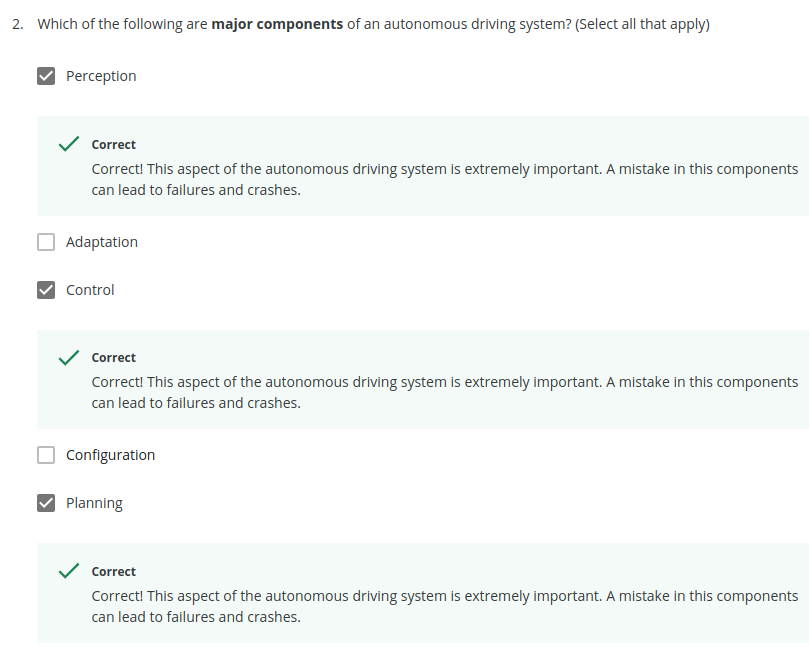 2. Which of the following are major components of an autonomous driving system? (Select all that apply)
Perception
Correct
Correct! This aspect of the autonomous driving system is extremely important. A mistake in this components
can lead to failures and crashes.
Adaptation
Control
Correct
Correct! This aspect of the autonomous driving system is extremely important. A mistake in this components
can lead to failures and crashes.
Configuration
Planning
Correct
Correct! This aspect of the autonomous driving system is extremely important. A mistake in this components
can lead to failures and crashes.